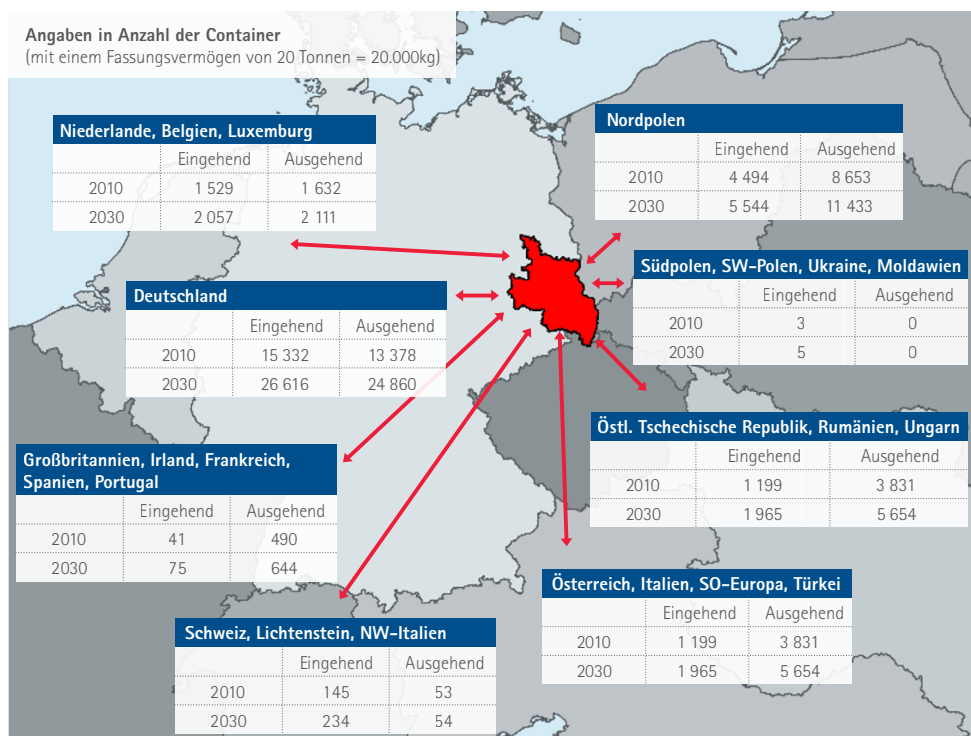 Angaben in Anzahl der Container
(mit einem Fassungsvermögen von 20 Tonnen = 20.000kg)
Niederlande, Belgien, Luxemburg
Eingehend Ausgehend
2010 1 529 1 632
2030 2 057 2 111
Nordpolen
Eingehend Ausgehend
2010 4 494 8 653
2030 5 544 11 433
Südpolen, SW-Polen, Ukraine, Moldawien
Eingehend Ausgehend
2010 3 0
2030 5 0
Deutschland
Eingehend Ausgehend
2010 15 332 13 378
2030 26 616 24 860
Östl. Tschechische Republik, Rumänien, Ungarn
Eingehend Ausgehend
2010 1 199 3 831
2030 1 965 5 654
Großbritannien, Irland, Frankreich,
Spanien, Portugal
Eingehend Ausgehend
2010 41 490
2030 75 644
Österreich, Italien, SO-Europa, Türkei
Eingehend Ausgehend
2010 1 199 3 831
2030 1 965 5 654
Schweiz, Lichtenstein, NW-Italien
Eingehend Ausgehend
2010 145 53
2030 234 54